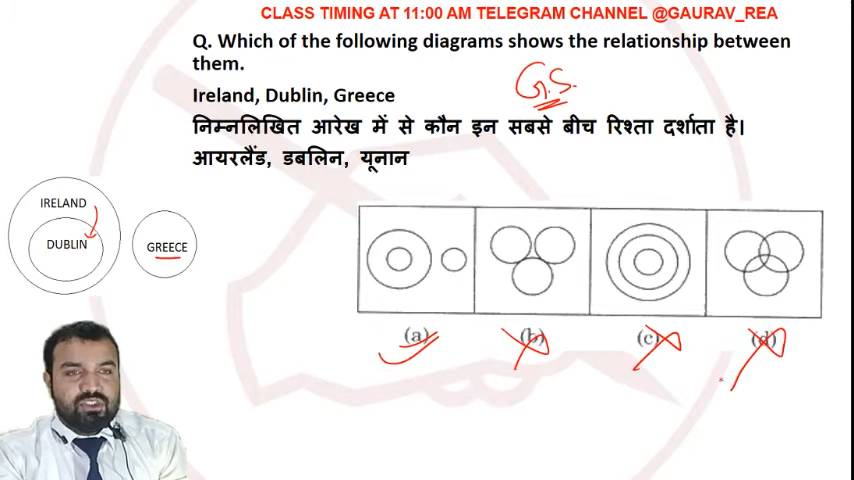 CLASS TIMING AT 11:00 AM TELEGRAM CHANNEL @GAURAV_REA
Q. Which of the following diagrams shows the relationship between
them.
G.S.
Ireland, Dublin, Greece
निम्नलिखित आरेख में से कौन इन सबसे बीच रिश्ता दर्शाता है।
आयरलैंड, डबलिन, यूनान
IRELAND
DUBLIN
GREECE
(a) (b) (c) (d)